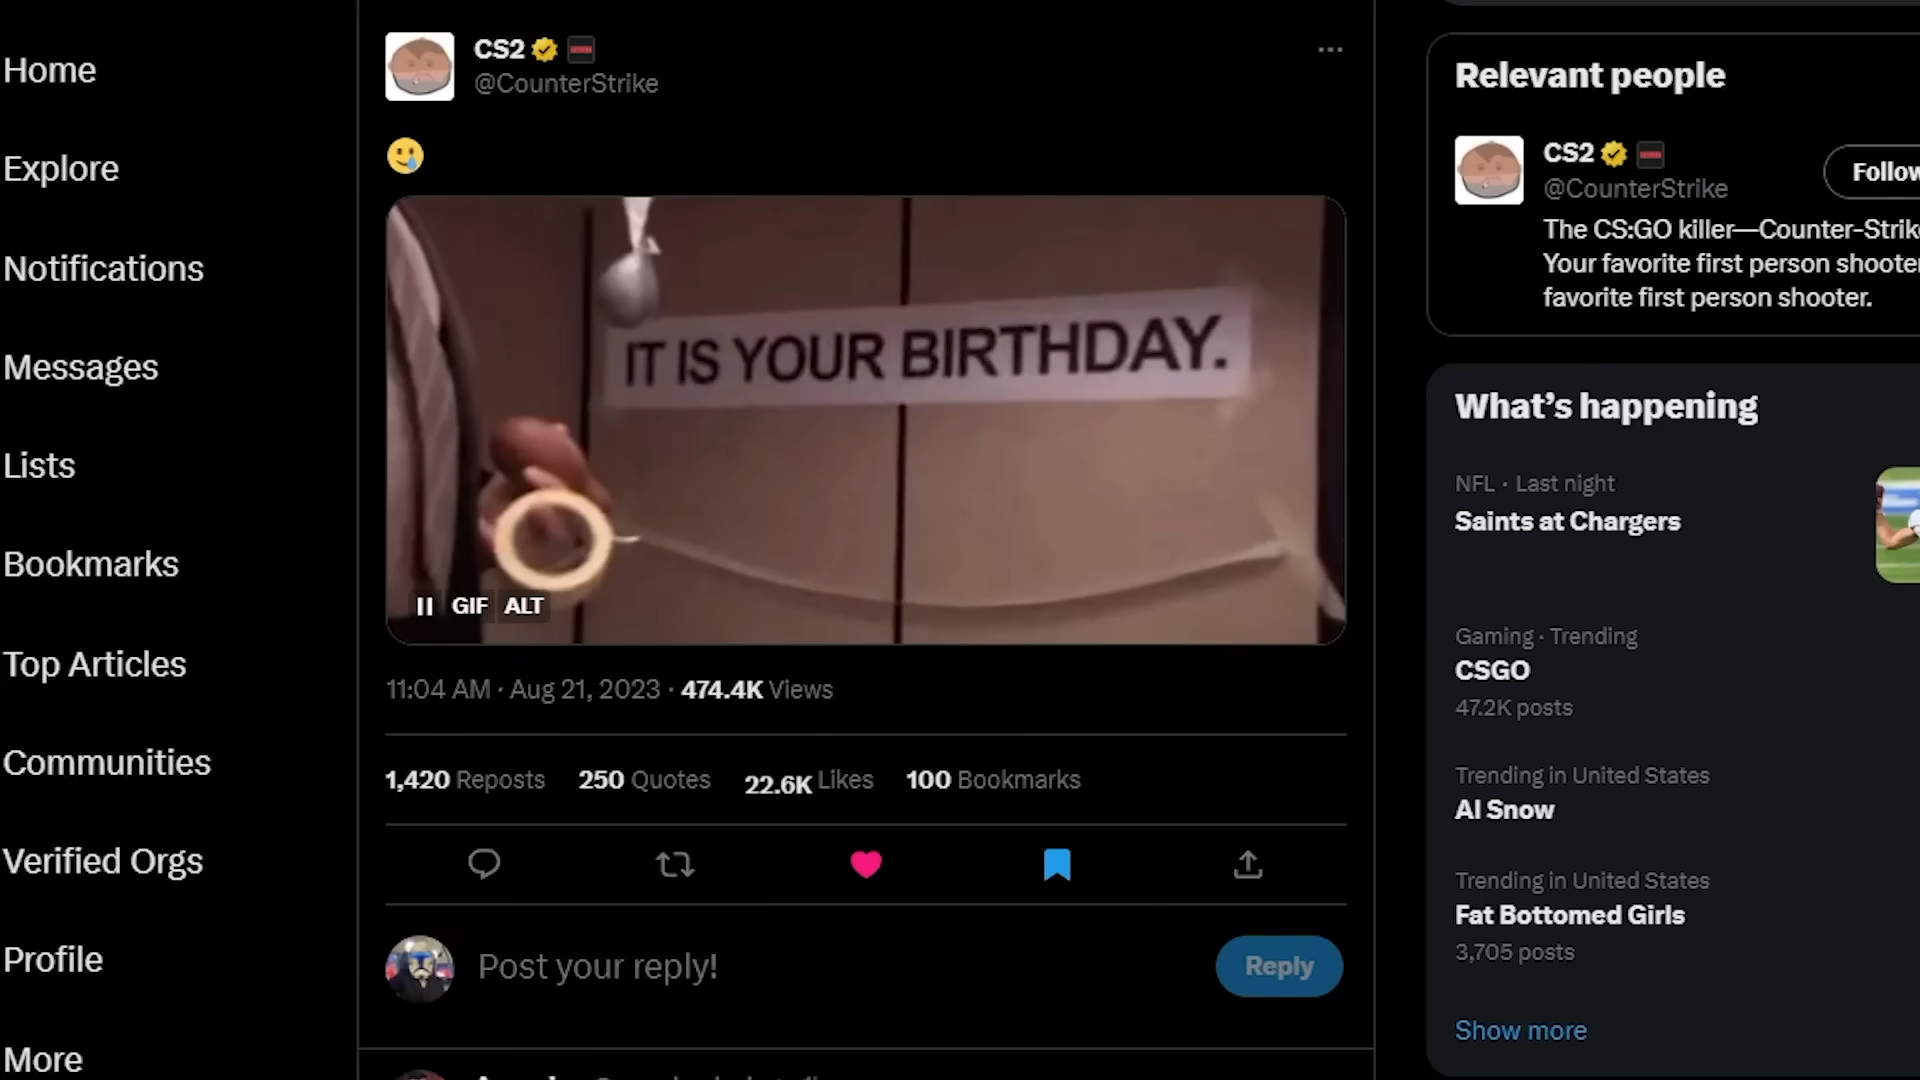 Home
Explore
Notifications
Messages
Lists
Bookmarks
Top Articles
Communities
Verified Orgs
Profile
More
CS2
@CounterStrike
IT IS YOUR BIRTHDAY.
GIF ALT
11:04 AM · Aug 21, 2023 · 474.4K Views
1,420 Reposts 250 Quotes 22.6K Likes 100 Bookmarks
Post your reply!
Reply
Relevant people
CS2
@CounterStrike
Follow
The CS:GO killer—Counter-Strik
Your favorite first person shooter
favorite first person shooter.
What’s happening
NFL · Last night
Saints at Chargers
Gaming · Trending
CSGO
47.2K posts
Trending in United States
Al Snow
Trending in United States
Fat Bottomed Girls
3,705 posts
Show more